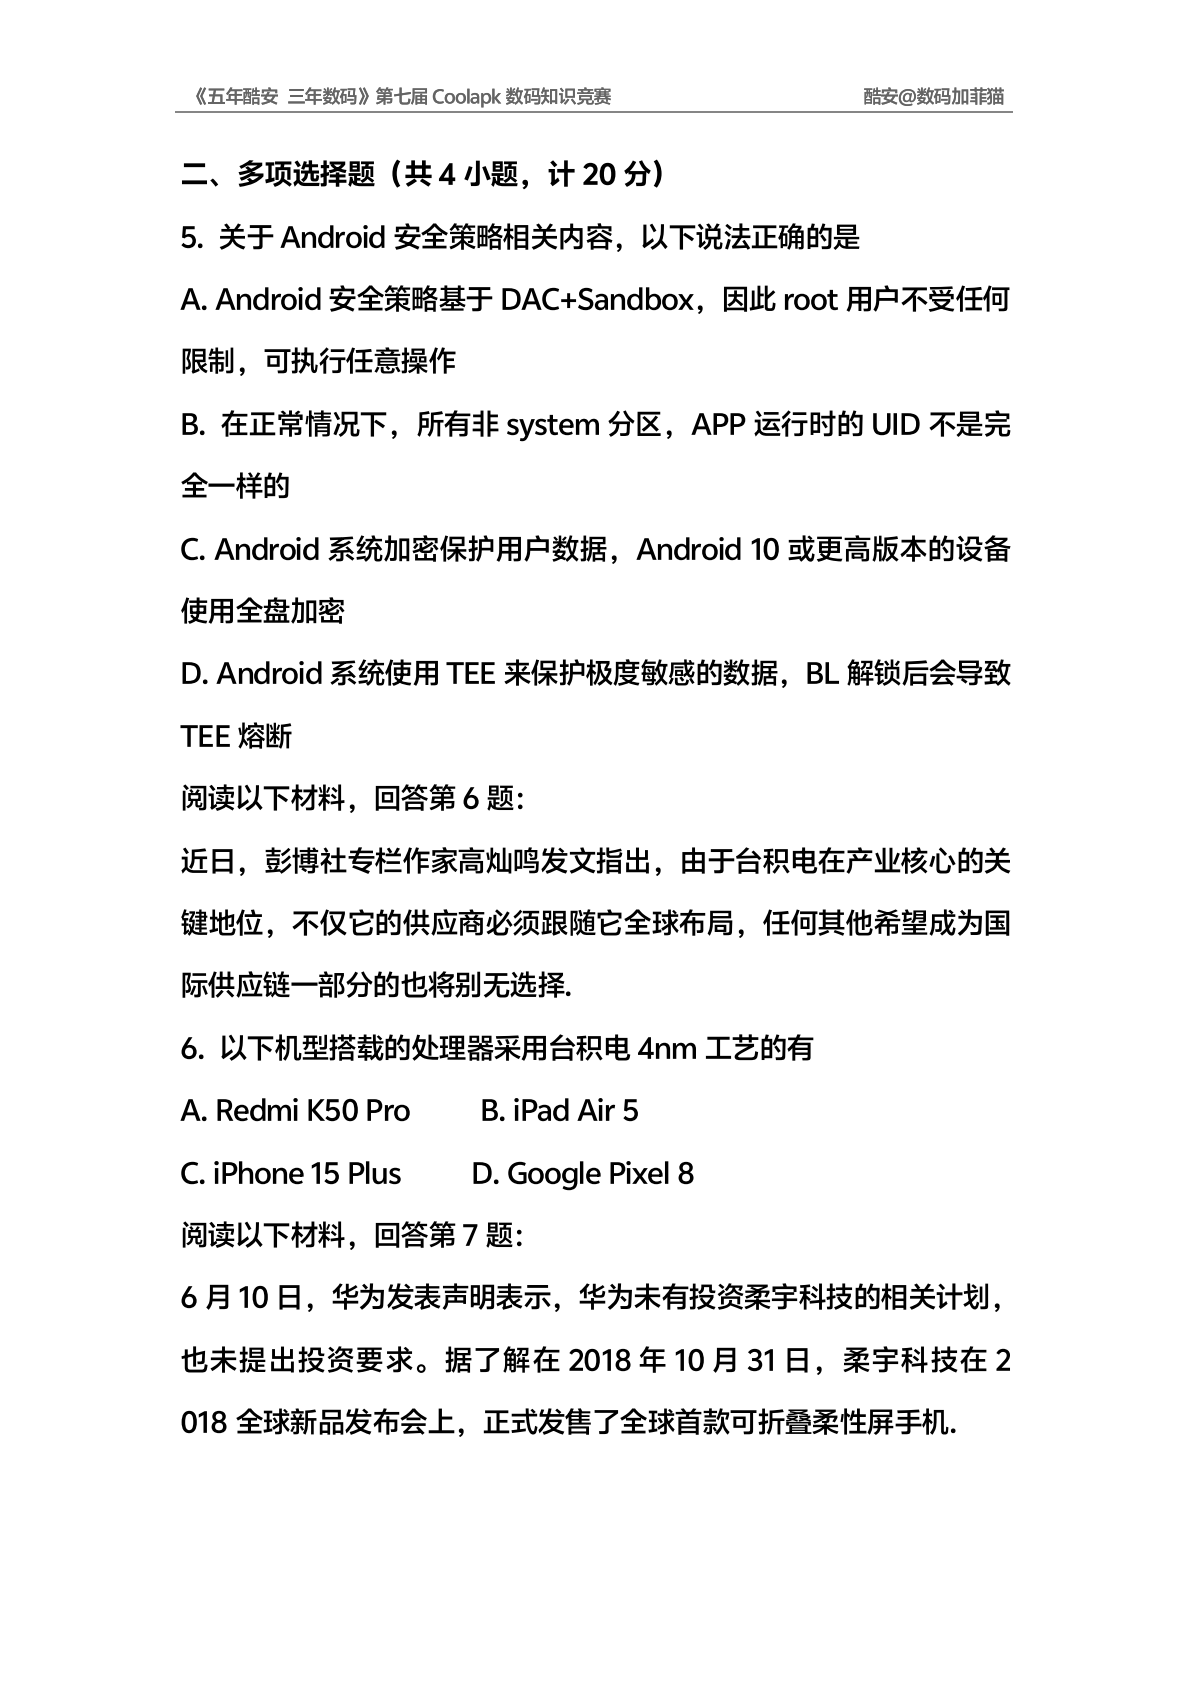 《五年酷安 三年数码》第七届 Coolapk 数码知识竞赛 酷安@数码加菲猫
二、多项选择题（共 4 小题，计 20 分）
5. 关于 Android 安全策略相关内容，以下说法正确的是
A. Android 安全策略基于 DAC+Sandbox，因此 root 用户不受任何
限制，可执行任意操作
B. 在正常情况下，所有非 system 分区，APP 运行时的 UID 不是完
全一样的
C. Android 系统加密保护用户数据，Android 10 或更高版本的设备
使用全盘加密
D. Android 系统使用 TEE 来保护极度敏感的数据，BL 解锁后会导致
TEE 熔断
阅读以下材料，回答第 6 题：
近日，彭博社专栏作家高灿鸣发文指出，由于台积电在产业核心的关
键地位，不仅它的供应商必须跟随它全球布局，任何其他希望成为国
际供应链一部分的也将别无选择.
6. 以下机型搭载的处理器采用台积电 4nm 工艺的有
A. Redmi K50 Pro B. iPad Air 5
C. iPhone 15 Plus D. Google Pixel 8
阅读以下材料，回答第 7 题：
6 月 10 日，华为发表声明表示，华为未有投资柔宇科技的相关计划，
也未提出投资要求。据了解在 2018 年 10 月 31 日，柔宇科技在 2
018 全球新品发布会上，正式发售了全球首款可折叠柔性屏手机.